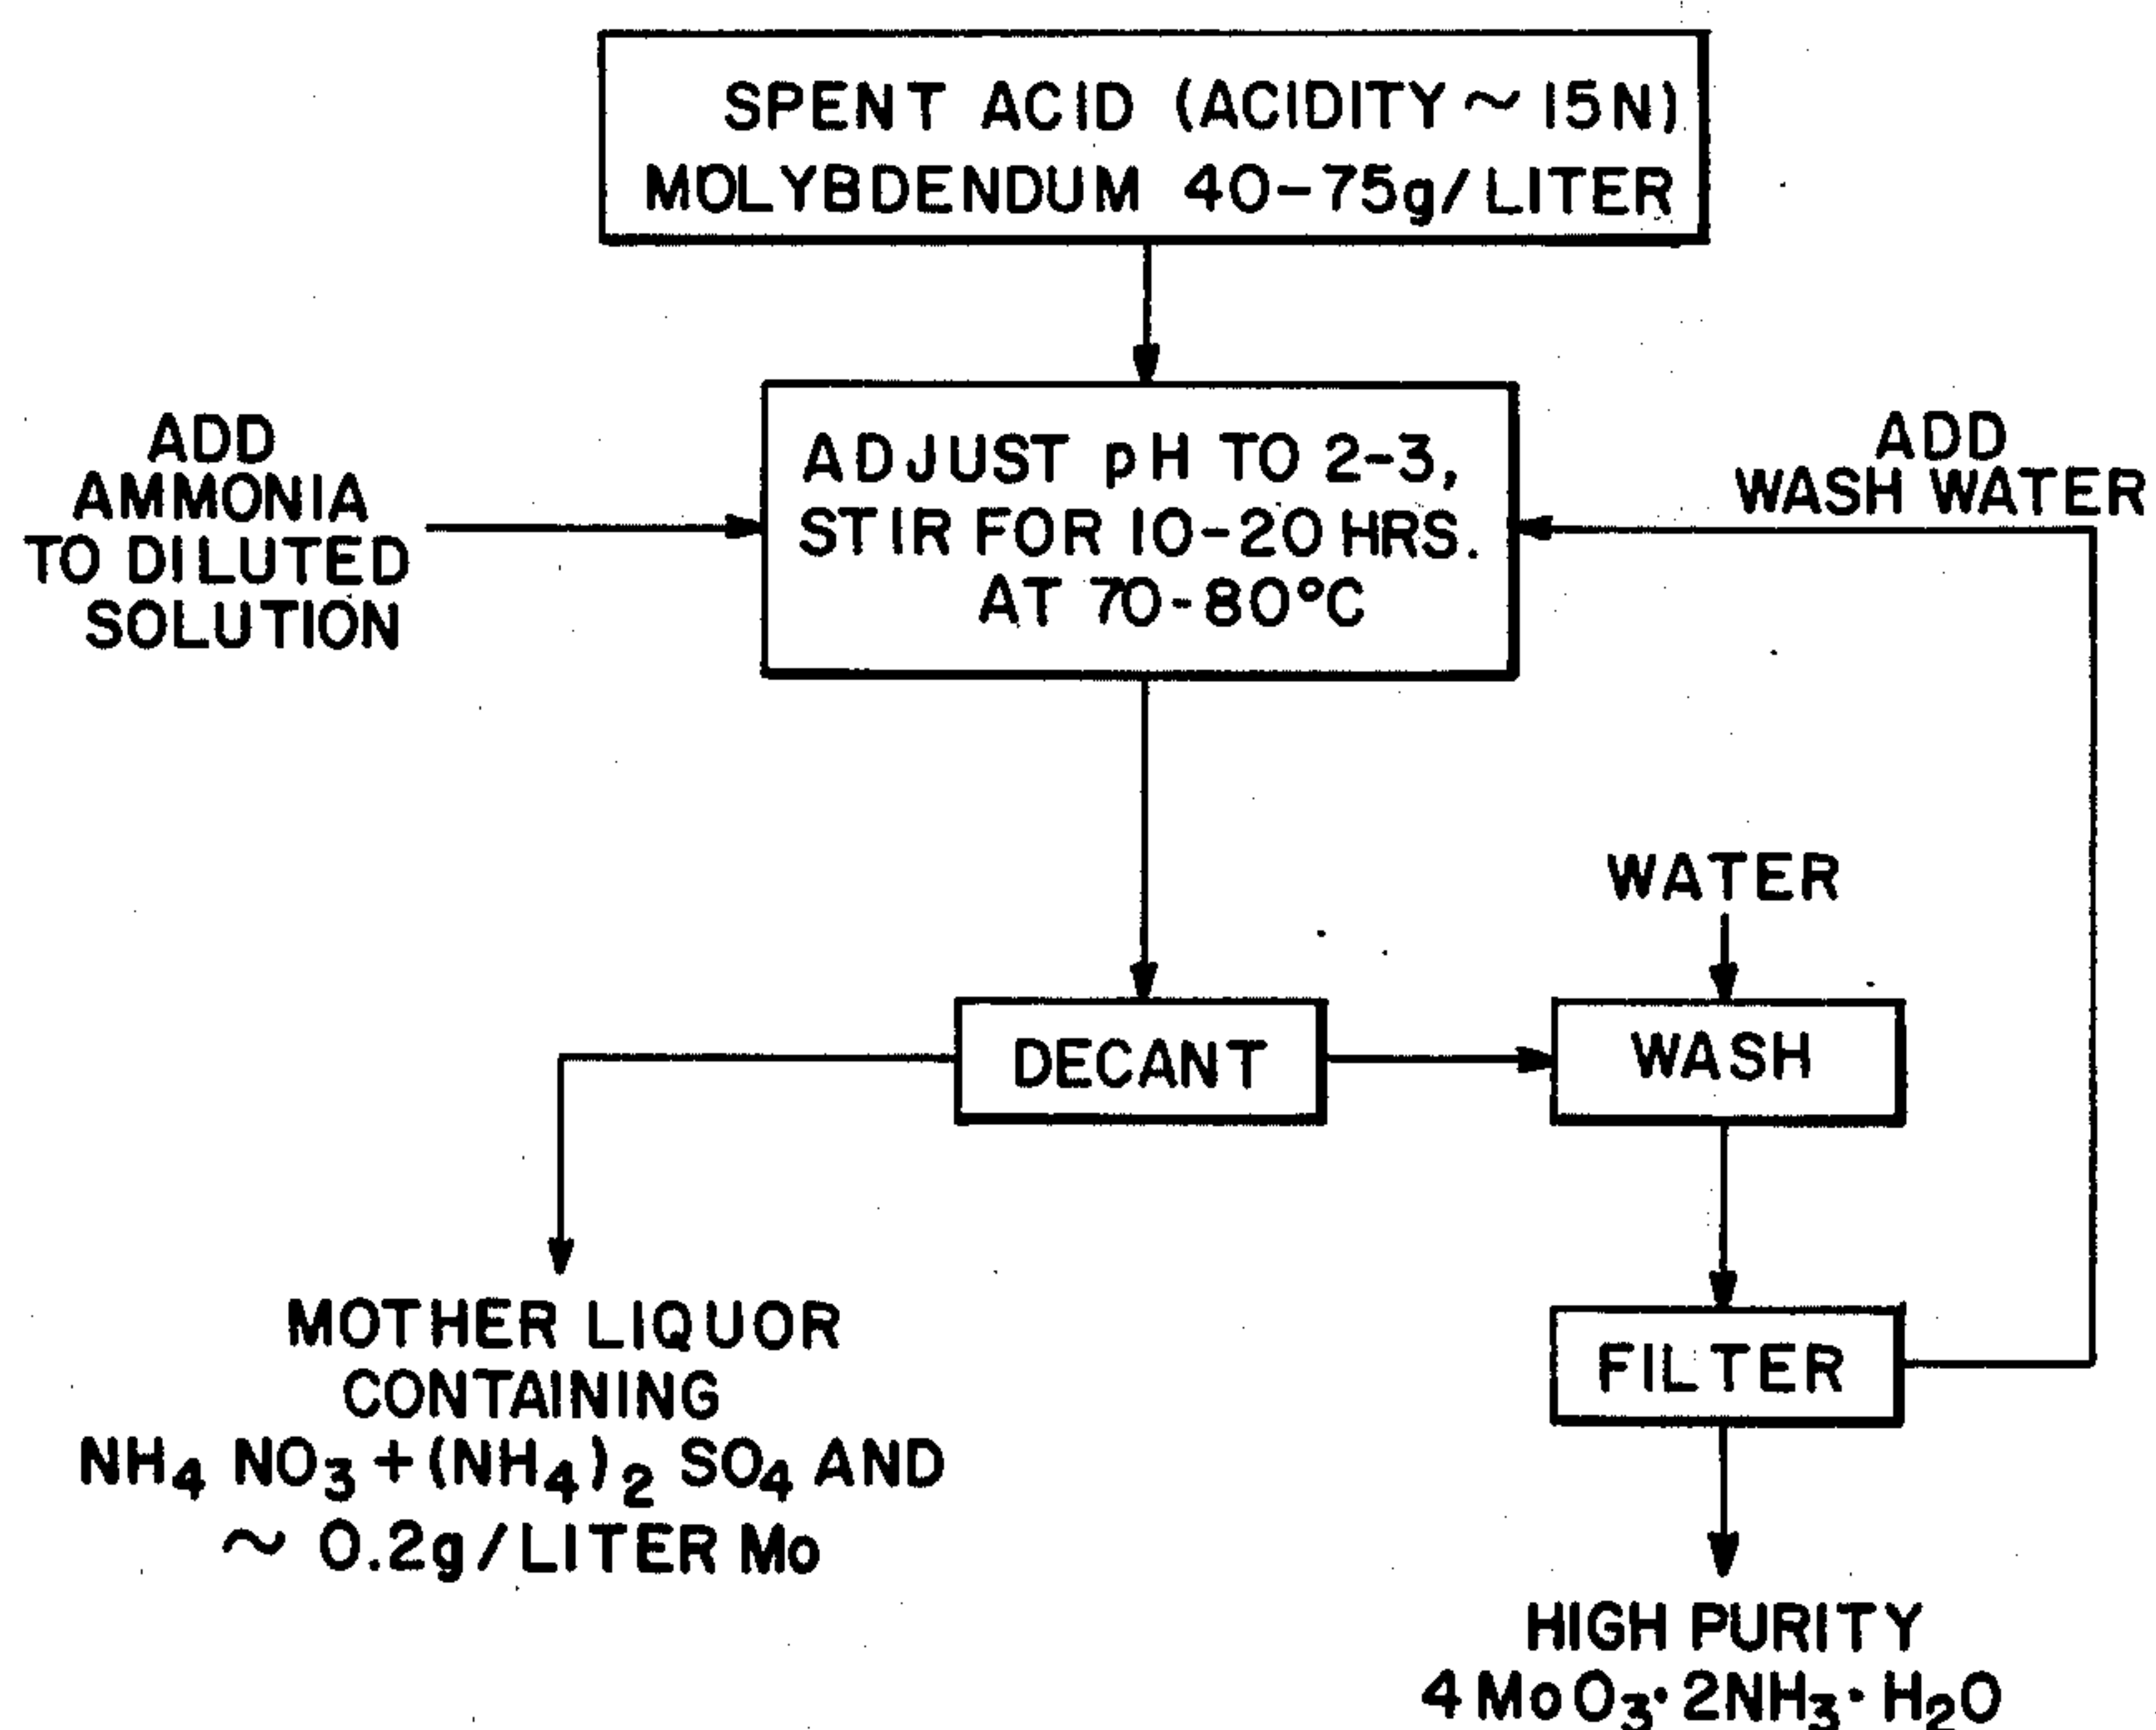 SPENT ACID (ACIDITY ~ 15N)
MOLYBDENDUM 40-75g/LITER
ADD
AMMONIA
TO DILUTED
SOLUTION
ADJUST pH TO 2-3,
STIR FOR 10-20 HRS.
AT 70-80°C
ADD
WASH WATER
WATER
DECANT
WASH
MOTHER LIQUOR
CONTAINING
NH4 NO3 + (NH4)2 SO4 AND
~ 0.2g/LITER Mo
FILTER
HIGH PURITY
4 MoO3·2NH3·H2O